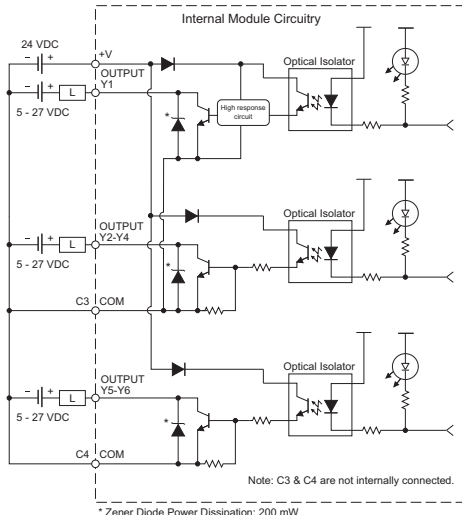 Internal Module Circuitry
24 VDC
– +
+V
OUTPUT
Y1
– +
L
5 - 27 VDC
*
High response
circuit
Optical Isolator
Optical Isolator
OUTPUT
Y2-Y4
– +
L
5 - 27 VDC
*
C3
COM
Optical Isolator
OUTPUT
Y5-Y6
– +
L
5 - 27 VDC
*
C4
COM
Note: C3 & C4 are not internally connected.
* Zener Diode Power Dissipation: 200 mW